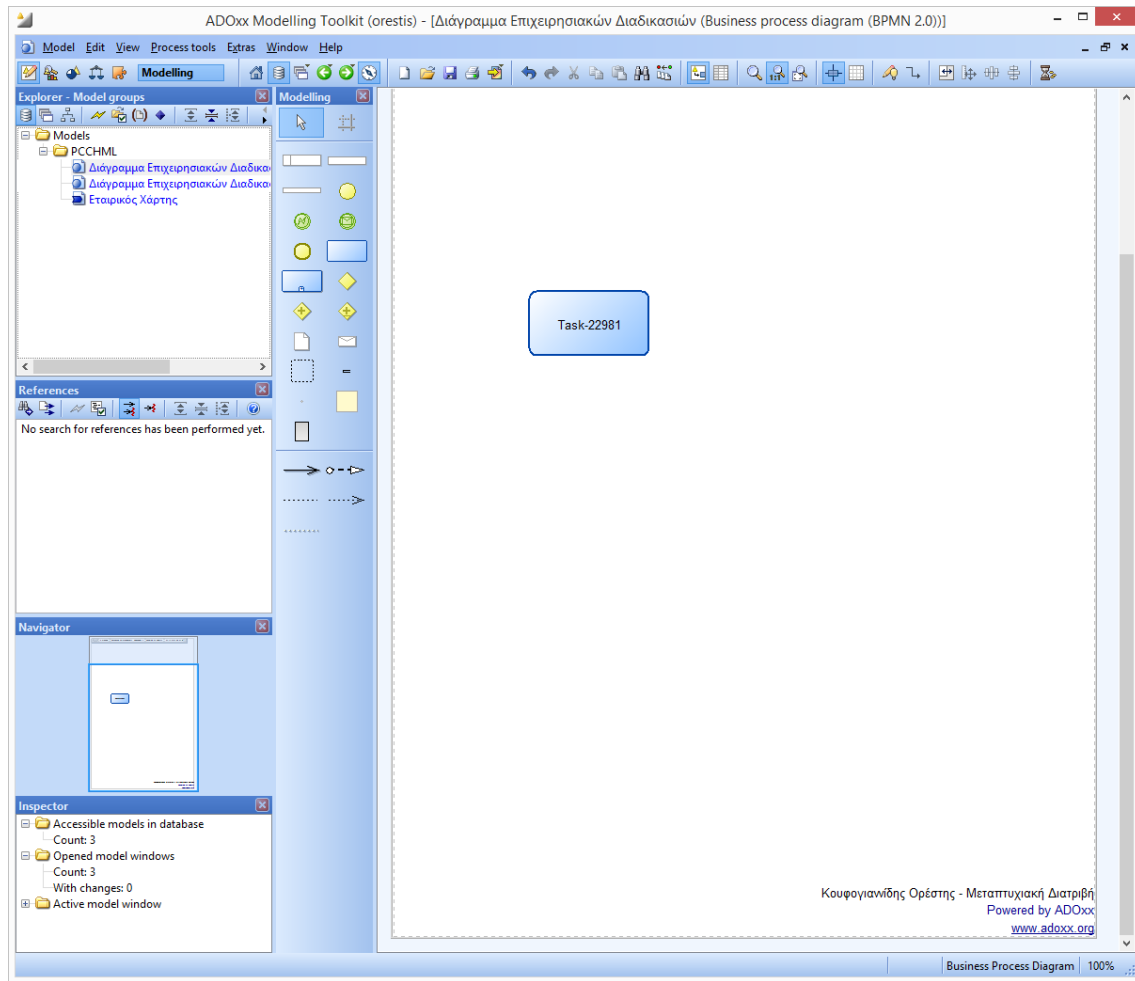 ADOxx Modelling Toolkit (orestis) - [Διάγραμμα Επιχειρησιακών Διαδικασιών (Business process diagram (BPMN 2.0))]
Model Edit View Process tools Extras Window Help
Modelling
Explorer - Model groups
Models
PCCHML
Διάγραμμα Επιχειρησιακών Διαδικα
Διάγραμμα Επιχειρησιακών Διαδικα
Εταιρικός Χάρτης
References
No search for references has been performed yet.
Navigator
Inspector
Accessible models in database
Count: 3
Opened model windows
Count: 3
With changes: 0
Active model window
Modelling
Task-22981
Κουφογιαννίδης Ορέστης - Μεταπτυχιακή Διατριβή
Powered by ADOxx
www.adoxx.org
Business Process Diagram 100%